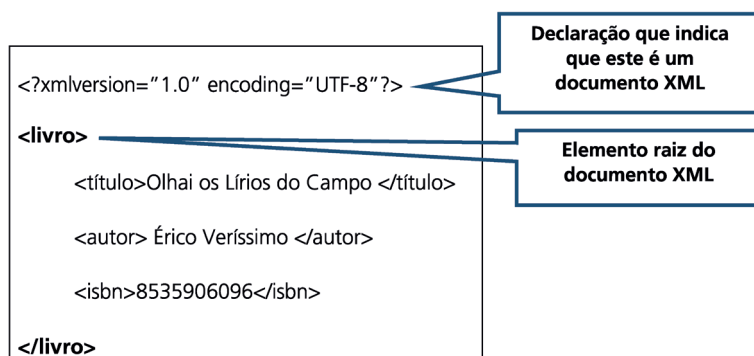 Declaração que indica
que este é um
documento XML
<?xmlversion="1.0" encoding="UTF-8"?>
<livro>
Elemento raiz do
documento XML
<título>Olhai os Lírios do Campo </título>
<autor> Érico Veríssimo </autor>
<isbn>8535906096</isbn>
</livro>